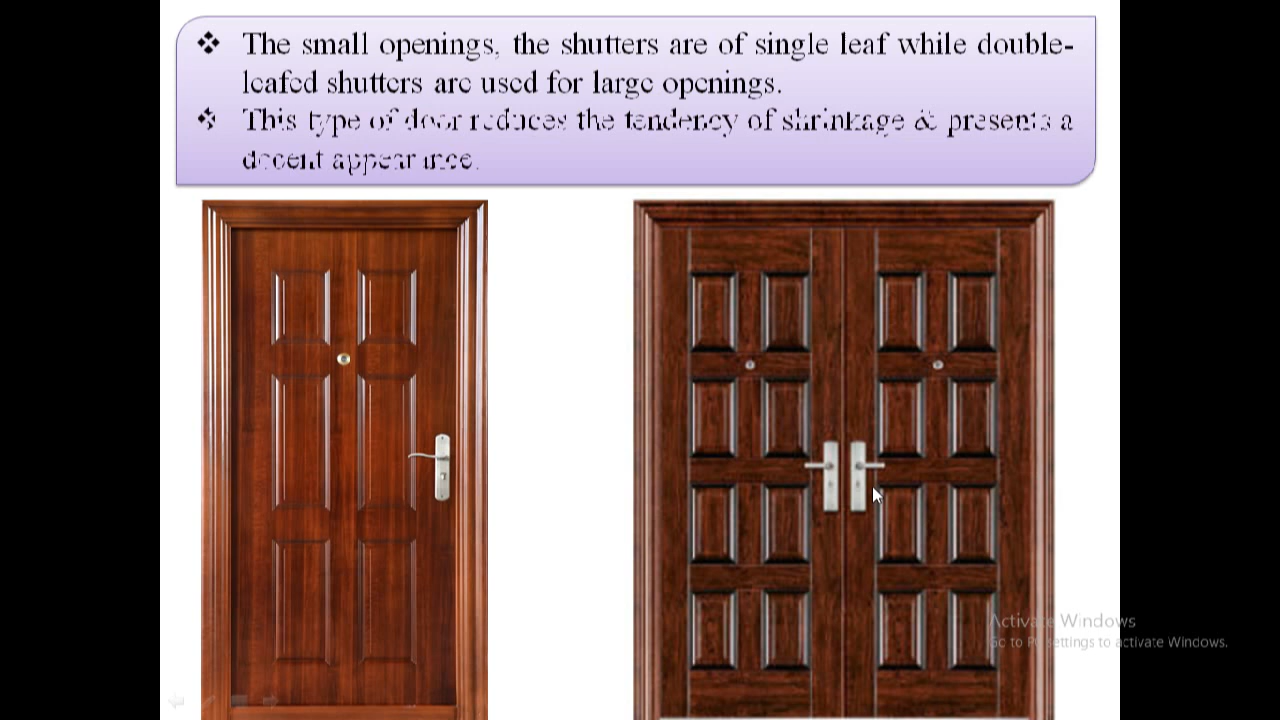 ❖ The small openings, the shutters are of single leaf while double-
leafed shutters are used for large openings.
❖ This type of door reduces the tendency of shrinkage & presents a
decent appearance.
Activate Windows
Go to PC settings to activate Windows.